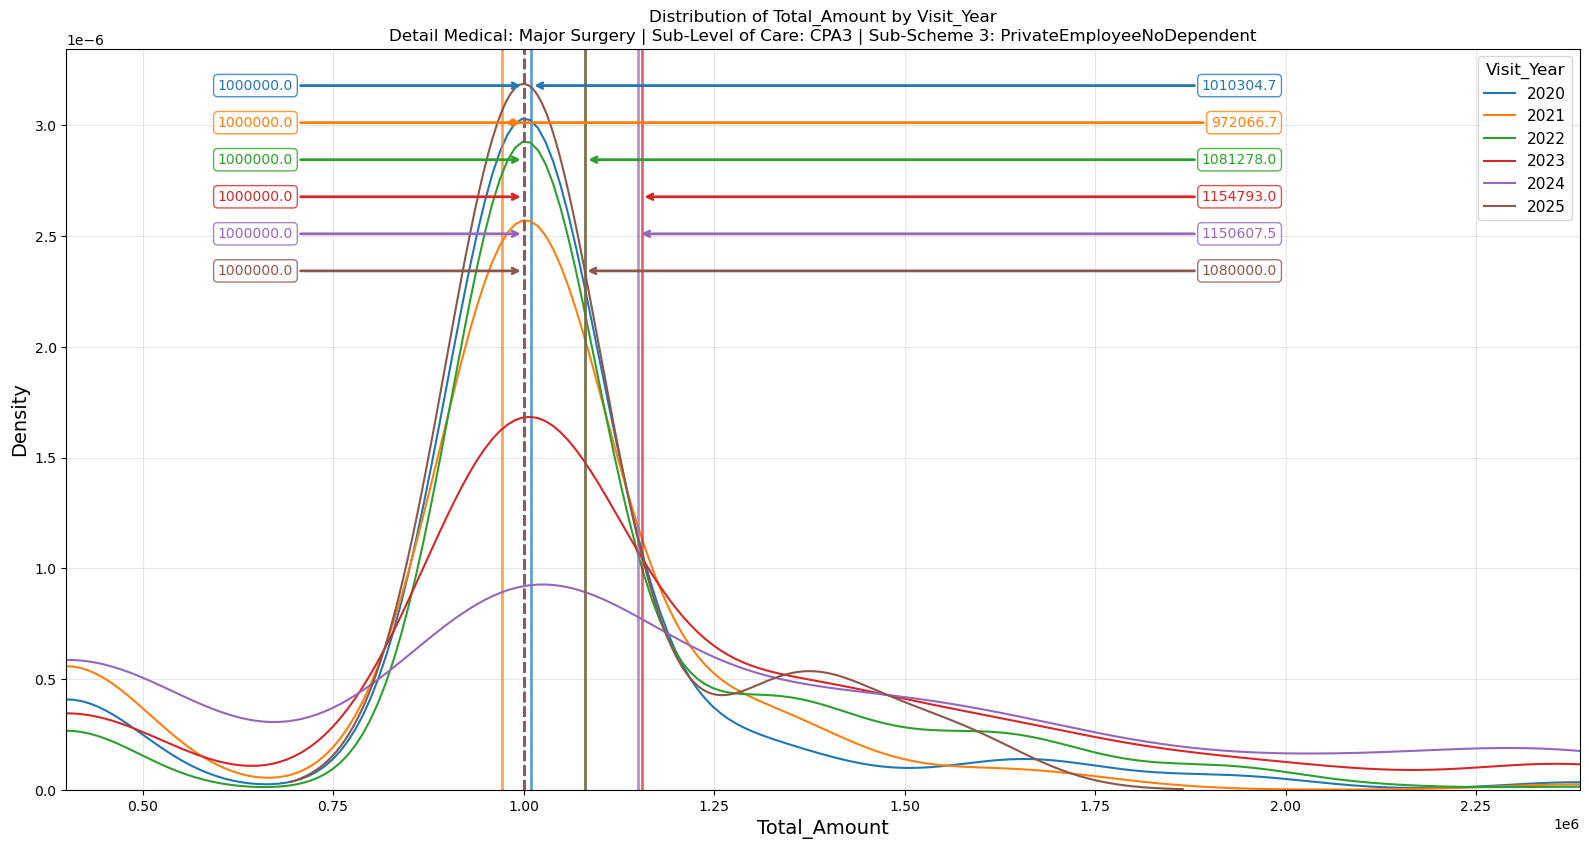 Distribution of Total_Amount by Visit_Year
Detail Medical: Major Surgery | Sub-Level of Care: CPA3 | Sub-Scheme 3: PrivateEmployeeNoDependent
1e−6
Visit_Year
2020
2021
2022
2023
2024
2025
1000000.0 1010304.7
1000000.0 972066.7
1000000.0 1081278.0
1000000.0 1154793.0
1000000.0 1150607.5
1000000.0 1080000.0
Density
3.0
2.5
2.0
1.5
1.0
0.5
0.0
0.50 0.75 1.00 1.25 1.50 1.75 2.00 2.25
1e6
Total_Amount